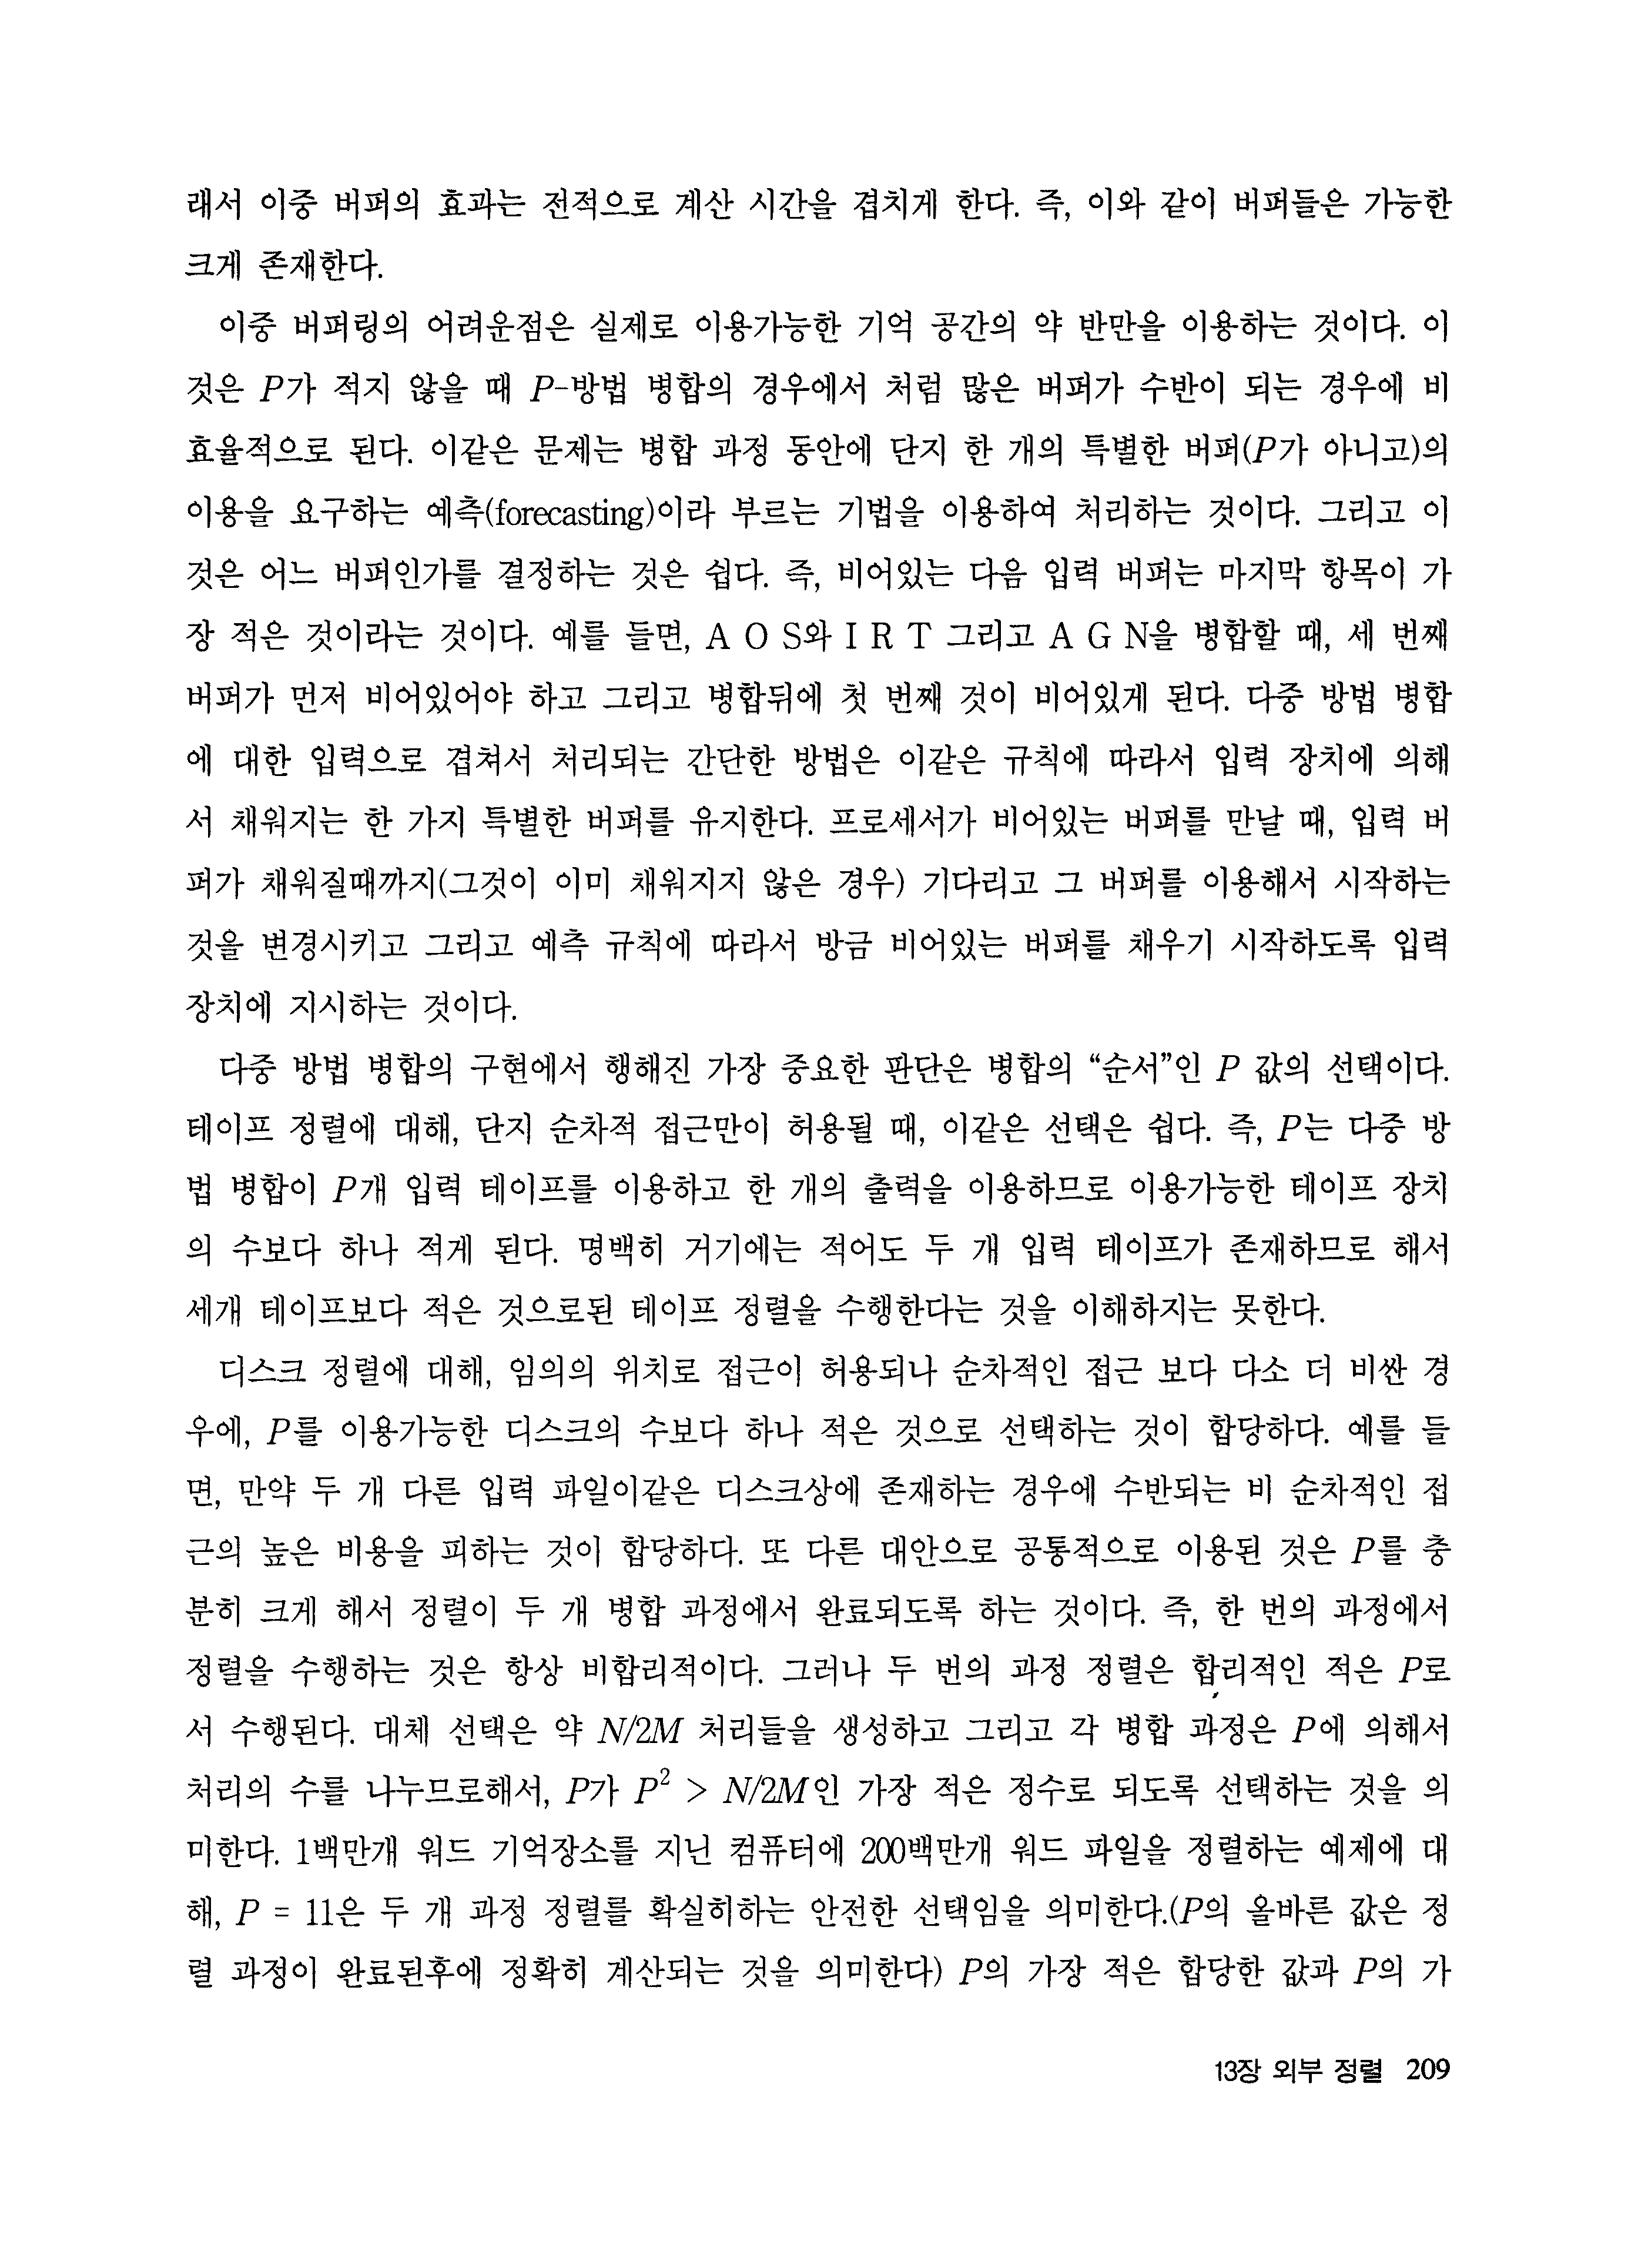 래서 이중 버퍼의 효과는 전적으로 계산 시간을 겹치게 한다. 즉, 이와 같이 버퍼들은 가능한
크게 존재한다.
이중 버퍼링의 어려운점은 실제로 이용가능한 기억 공간의 약 반만을 이용하는 것이다. 이
것은 P가 적지 않을 때 P-방법 병합의 경우에서 처럼 많은 버퍼가 수반이 되는 경우에 비
효율적으로 된다. 이같은 문제는 병합 과정 동안에 단지 한 개의 특별한 버퍼(P가 아니고)의
이용을 요구하는 예측(forecasting)이라 부르는 기법을 이용하여 처리하는 것이다. 그리고 이
것은 어느 버퍼인가를 결정하는 것은 쉽다. 즉, 비어있는 다음 입력 버퍼는 마지막 항목이 가
장 적은 것이라는 것이다. 예를 들면, A O S와 I R T 그리고 A G N을 병합할 때, 세 번째
버퍼가 먼저 비어있어야 하고 그리고 병합뒤에 첫 번째 것이 비어있게 된다. 다중 방법 병합
에 대한 입력으로 겹쳐서 처리되는 간단한 방법은 이같은 규칙에 따라서 입력 장치에 의해
서 채워지는 한 가지 특별한 버퍼를 유지한다. 프로세서가 비어있는 버퍼를 만날 때, 입력 버
퍼가 채워질때까지(그것이 이미 채워지지 않은 경우) 기다리고 그 버퍼를 이용해서 시작하는
것을 변경시키고 그리고 예측 규칙에 따라서 방금 비어있는 버퍼를 채우기 시작하도록 입력
장치에 지시하는 것이다.
다중 방법 병합의 구현에서 행해진 가장 중요한 판단은 병합의 “순서”인 P 값의 선택이다.
테이프 정렬에 대해, 단지 순차적 접근만이 허용될 때, 이같은 선택은 쉽다. 즉, P는 다중 방
법 병합이 P개 입력 테이프를 이용하고 한 개의 출력을 이용하므로 이용가능한 테이프 장치
의 수보다 하나 적게 된다. 명백히 거기에는 적어도 두 개 입력 테이프가 존재하므로 해서
세개 테이프보다 적은 것으로된 테이프 정렬을 수행한다는 것을 이해하지는 못한다.
디스크 정렬에 대해, 임의의 위치로 접근이 허용되나 순차적인 접근 보다 다소 더 비싼 경
우에, P를 이용가능한 디스크의 수보다 하나 적은 것으로 선택하는 것이 합당하다. 예를 들
면, 만약 두 개 다른 입력 파일이같은 디스크상에 존재하는 경우에 수반되는 비 순차적인 접
근의 높은 비용을 피하는 것이 합당하다. 또 다른 대안으로 공통적으로 이용된 것은 P를 충
분히 크게 해서 정렬이 두 개 병합 과정에서 완료되도록 하는 것이다. 즉, 한 번의 과정에서
정렬을 수행하는 것은 항상 비합리적이다. 그러나 두 번의 과정 정렬은 합리적인 적은 P로
서 수행된다. 대체 선택은 약 N/2M 처리들을 생성하고 그리고 각 병합 과정은 P에 의해서
처리의 수를 나누므로해서, P가 P² > N/2M인 가장 적은 정수로 되도록 선택하는 것을 의
미한다. 1백만개 워드 기억장소를 지닌 컴퓨터에 200백만개 워드 파일을 정렬하는 예제에 대
해, P = 11은 두 개 과정 정렬를 확실히하는 안전한 선택임을 의미한다.(P의 올바른 값은 정
렬 과정이 완료된후에 정확히 계산되는 것을 의미한다) P의 가장 적은 합당한 값과 P의 가
13장 외부 정렬 209